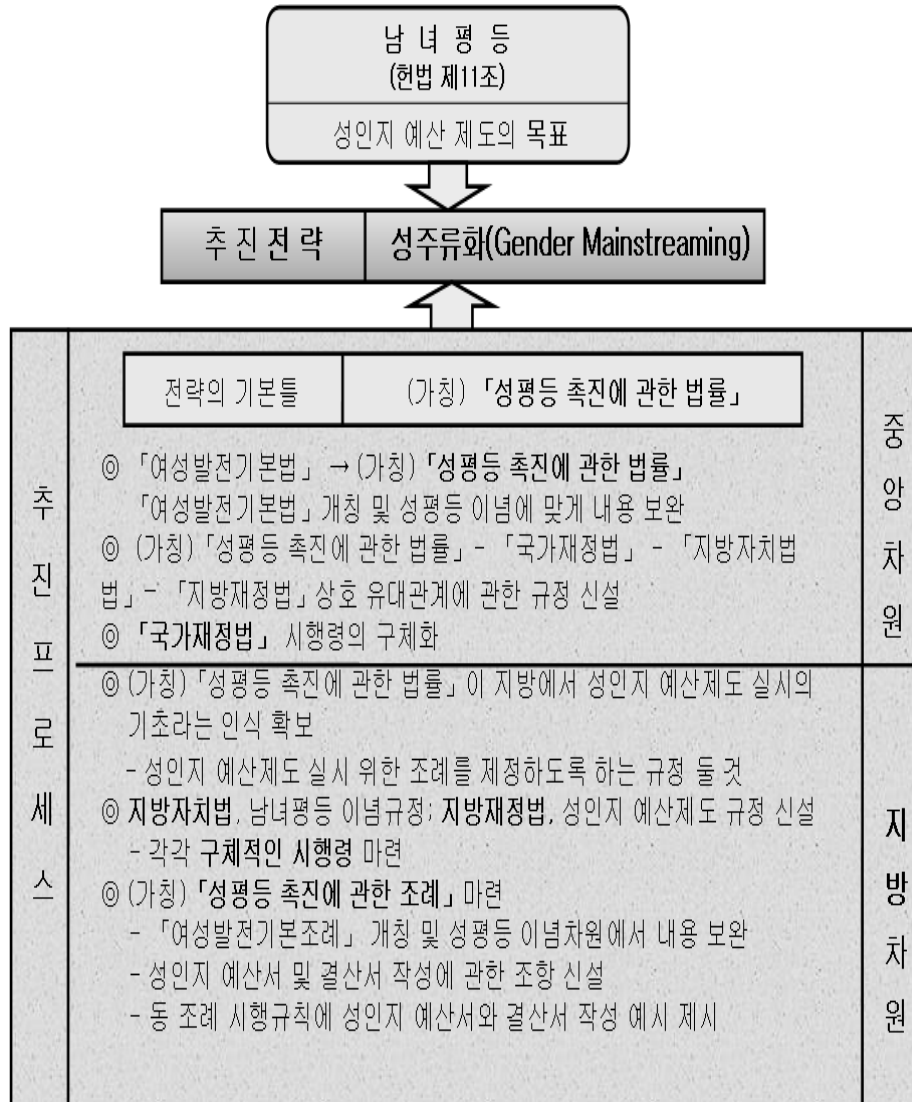 남 녀 평 등
(헌법 제11조)
성인지 예산 제도의 목표
추 진 전 략
성주류화(Gender Mainstreaming)
추 진 프 로 세 스
전략의 기본틀
(가칭) 「성평등 촉진에 관한 법률」
◎ 「여성발전기본법」 → (가칭) 「성평등 촉진에 관한 법률」
「여성발전기본법」 개칭 및 성평등 이념에 맞게 내용 보완
◎ (가칭) 「성평등 촉진에 관한 법률」 - 「국가재정법」 - 「지방자치법
법」 - 「지방재정법」 상호 유대관계에 관한 규정 신설
◎ 「국가재정법」 시행령의 구체화
중 앙 차 원
◎ (가칭) 「성평등 촉진에 관한 법률」 이 지방에서 성인지 예산제도 실시의
기초라는 인식 확보
- 성인지 예산제도 실시 위한 조례를 제정하도록 하는 규정 둘 것
◎ 지방자치법, 남녀평등 이념규정; 지방재정법, 성인지 예산제도 규정 신설
- 각각 구체적인 시행령 마련
◎ (가칭) 「성평등 촉진에 관한 조례」 마련
- 「여성발전기본조례」 개칭 및 성평등 이념차원에서 내용 보완
- 성인지 예산서 및 결산서 작성에 관한 조항 신설
- 동 조례 시행규칙에 성인지 예산서와 결산서 작성 예시 제시
지 방 차 원